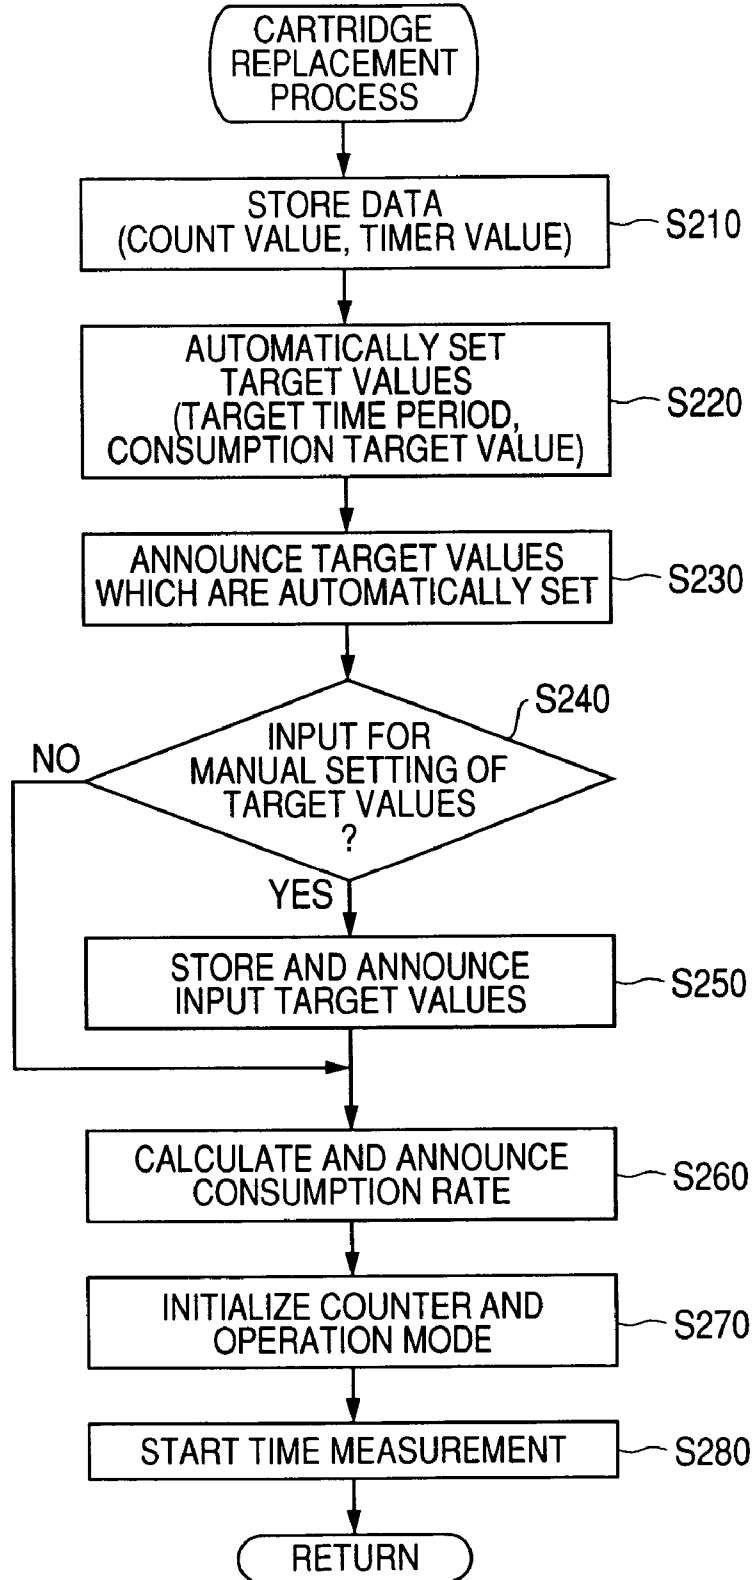 CARTRIDGE
REPLACEMENT
PROCESS
STORE DATA
(COUNT VALUE, TIMER VALUE)
S210
AUTOMATICALLY SET
TARGET VALUES
(TARGET TIME PERIOD,
CONSUMPTION TARGET VALUE)
S220
ANNOUNCE TARGET VALUES
WHICH ARE AUTOMATICALLY SET
S230
S240
INPUT FOR
MANUAL SETTING OF
TARGET VALUES
?
NO
YES
STORE AND ANNOUNCE
INPUT TARGET VALUES
S250
CALCULATE AND ANNOUNCE
CONSUMPTION RATE
S260
INITIALIZE COUNTER AND
OPERATION MODE
S270
START TIME MEASUREMENT
S280
RETURN